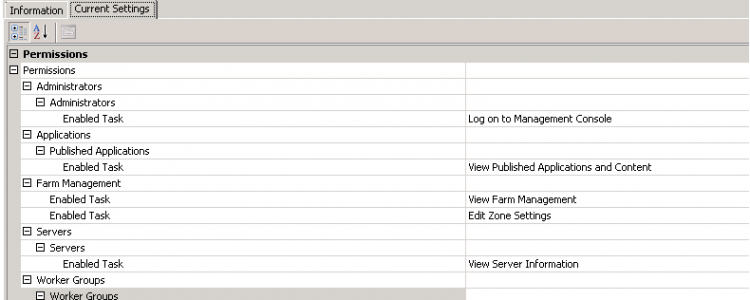 Information Current Settings
Permissions
Permissions
Administrators
Administrators
Enabled Task Log on to Management Console
Applications
Published Applications
Enabled Task View Published Applications and Content
Farm Management
Enabled Task View Farm Management
Enabled Task Edit Zone Settings
Servers
Servers
Enabled Task View Server Information
Worker Groups
Worker Groups